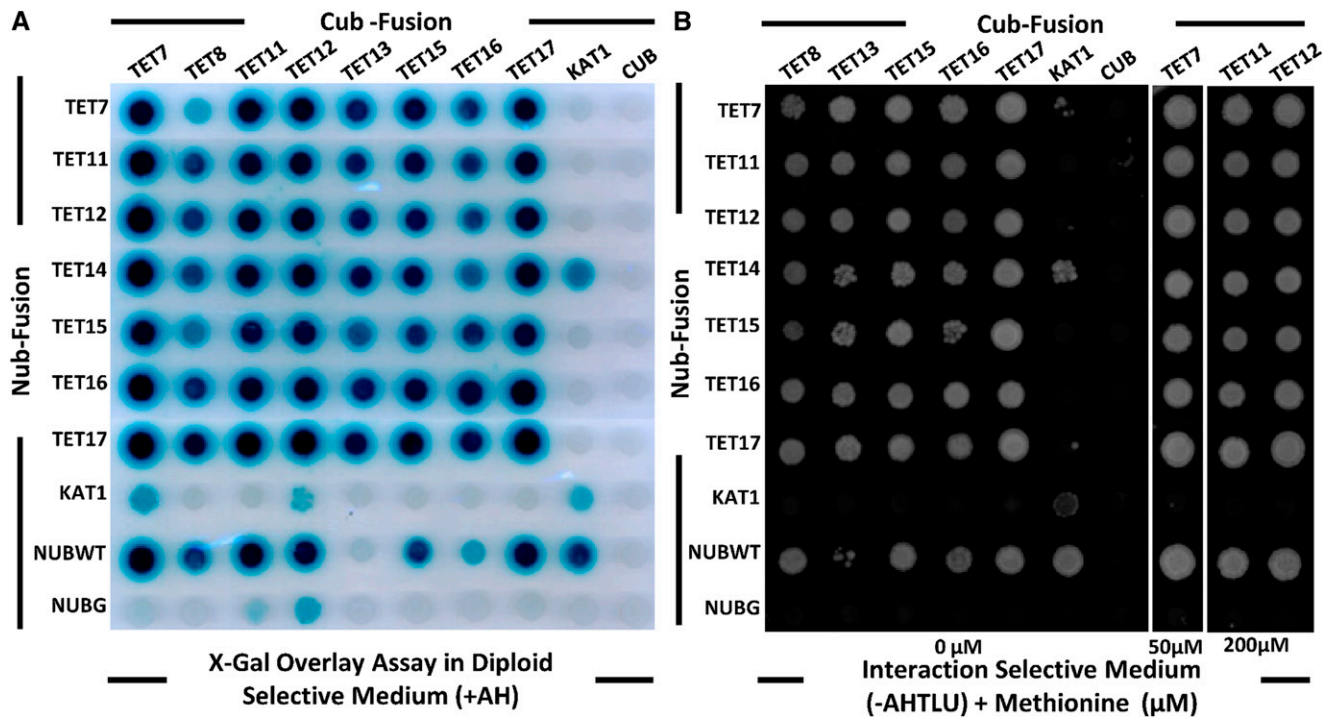 A
Cub -Fusion
TET7 TET8 TET11 TET12 TET13 TET15 TET16 TET17 KAT1 CUB
Nub-Fusion
TET7
TET11
TET12
TET14
TET15
TET16
TET17
KAT1
NUBWT
NUBG
X-Gal Overlay Assay in Diploid
Selective Medium (+AH)
B
Cub-Fusion
TET8 TET13 TET15 TET16 TET17 KAT1 CUB TET7 TET11 TET12
Nub-Fusion
TET7
TET11
TET12
TET14
TET15
TET16
TET17
KAT1
NUBWT
NUBG
0 µM 50µM 200µM
Interaction Selective Medium
(-AHTLU) + Methionine (µM)